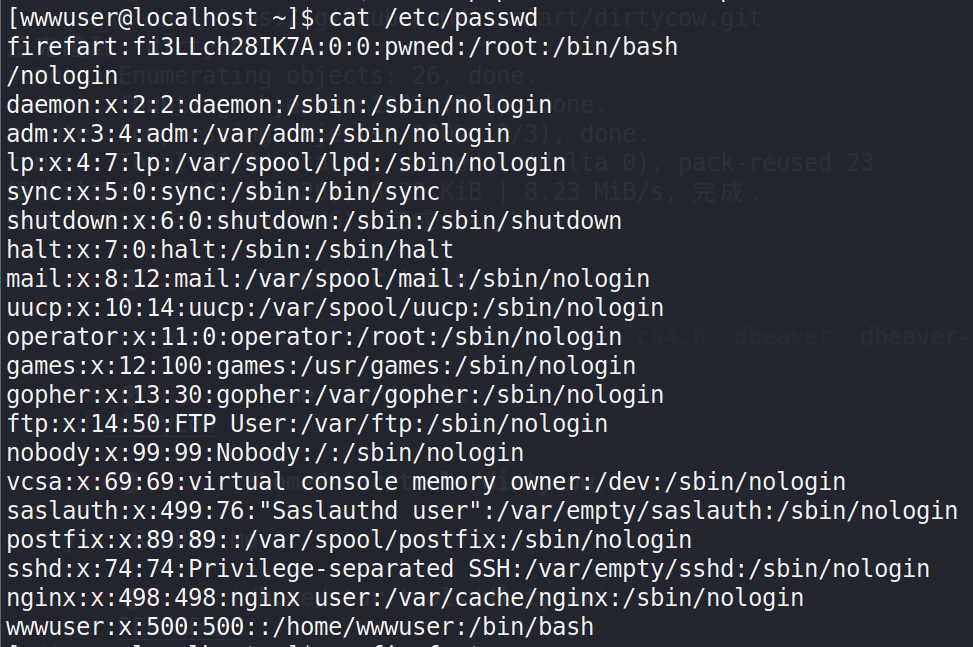 [wwwuser@localhost ~]$ cat /etc/passwd
firefart:fi3LLch28IK7A:0:0:pwned:/root:/bin/bash
/nologin
daemon:x:2:2:daemon:/sbin:/sbin/nologin
adm:x:3:4:adm:/var/adm:/sbin/nologin
lp:x:4:7:lp:/var/spool/lpd:/sbin/nologin
sync:x:5:0:sync:/sbin:/bin/sync
shutdown:x:6:0:shutdown:/sbin:/sbin/shutdown
halt:x:7:0:halt:/sbin:/sbin/halt
mail:x:8:12:mail:/var/spool/mail:/sbin/nologin
uucp:x:10:14:uucp:/var/spool/uucp:/sbin/nologin
operator:x:11:0:operator:/root:/sbin/nologin
games:x:12:100:games:/usr/games:/sbin/nologin
gopher:x:13:30:gopher:/var/gopher:/sbin/nologin
ftp:x:14:50:FTP User:/var/ftp:/sbin/nologin
nobody:x:99:99:Nobody:/:/sbin/nologin
vcsa:x:69:69:virtual console memory owner:/dev:/sbin/nologin
saslauth:x:499:76:"Saslauthd user":/var/empty/saslauth:/sbin/nologin
postfix:x:89:89::/var/spool/postfix:/sbin/nologin
sshd:x:74:74:Privilege-separated SSH:/var/empty/sshd:/sbin/nologin
nginx:x:498:498:nginx user:/var/cache/nginx:/sbin/nologin
wwwuser:x:500:500::/home/wwwuser:/bin/bash